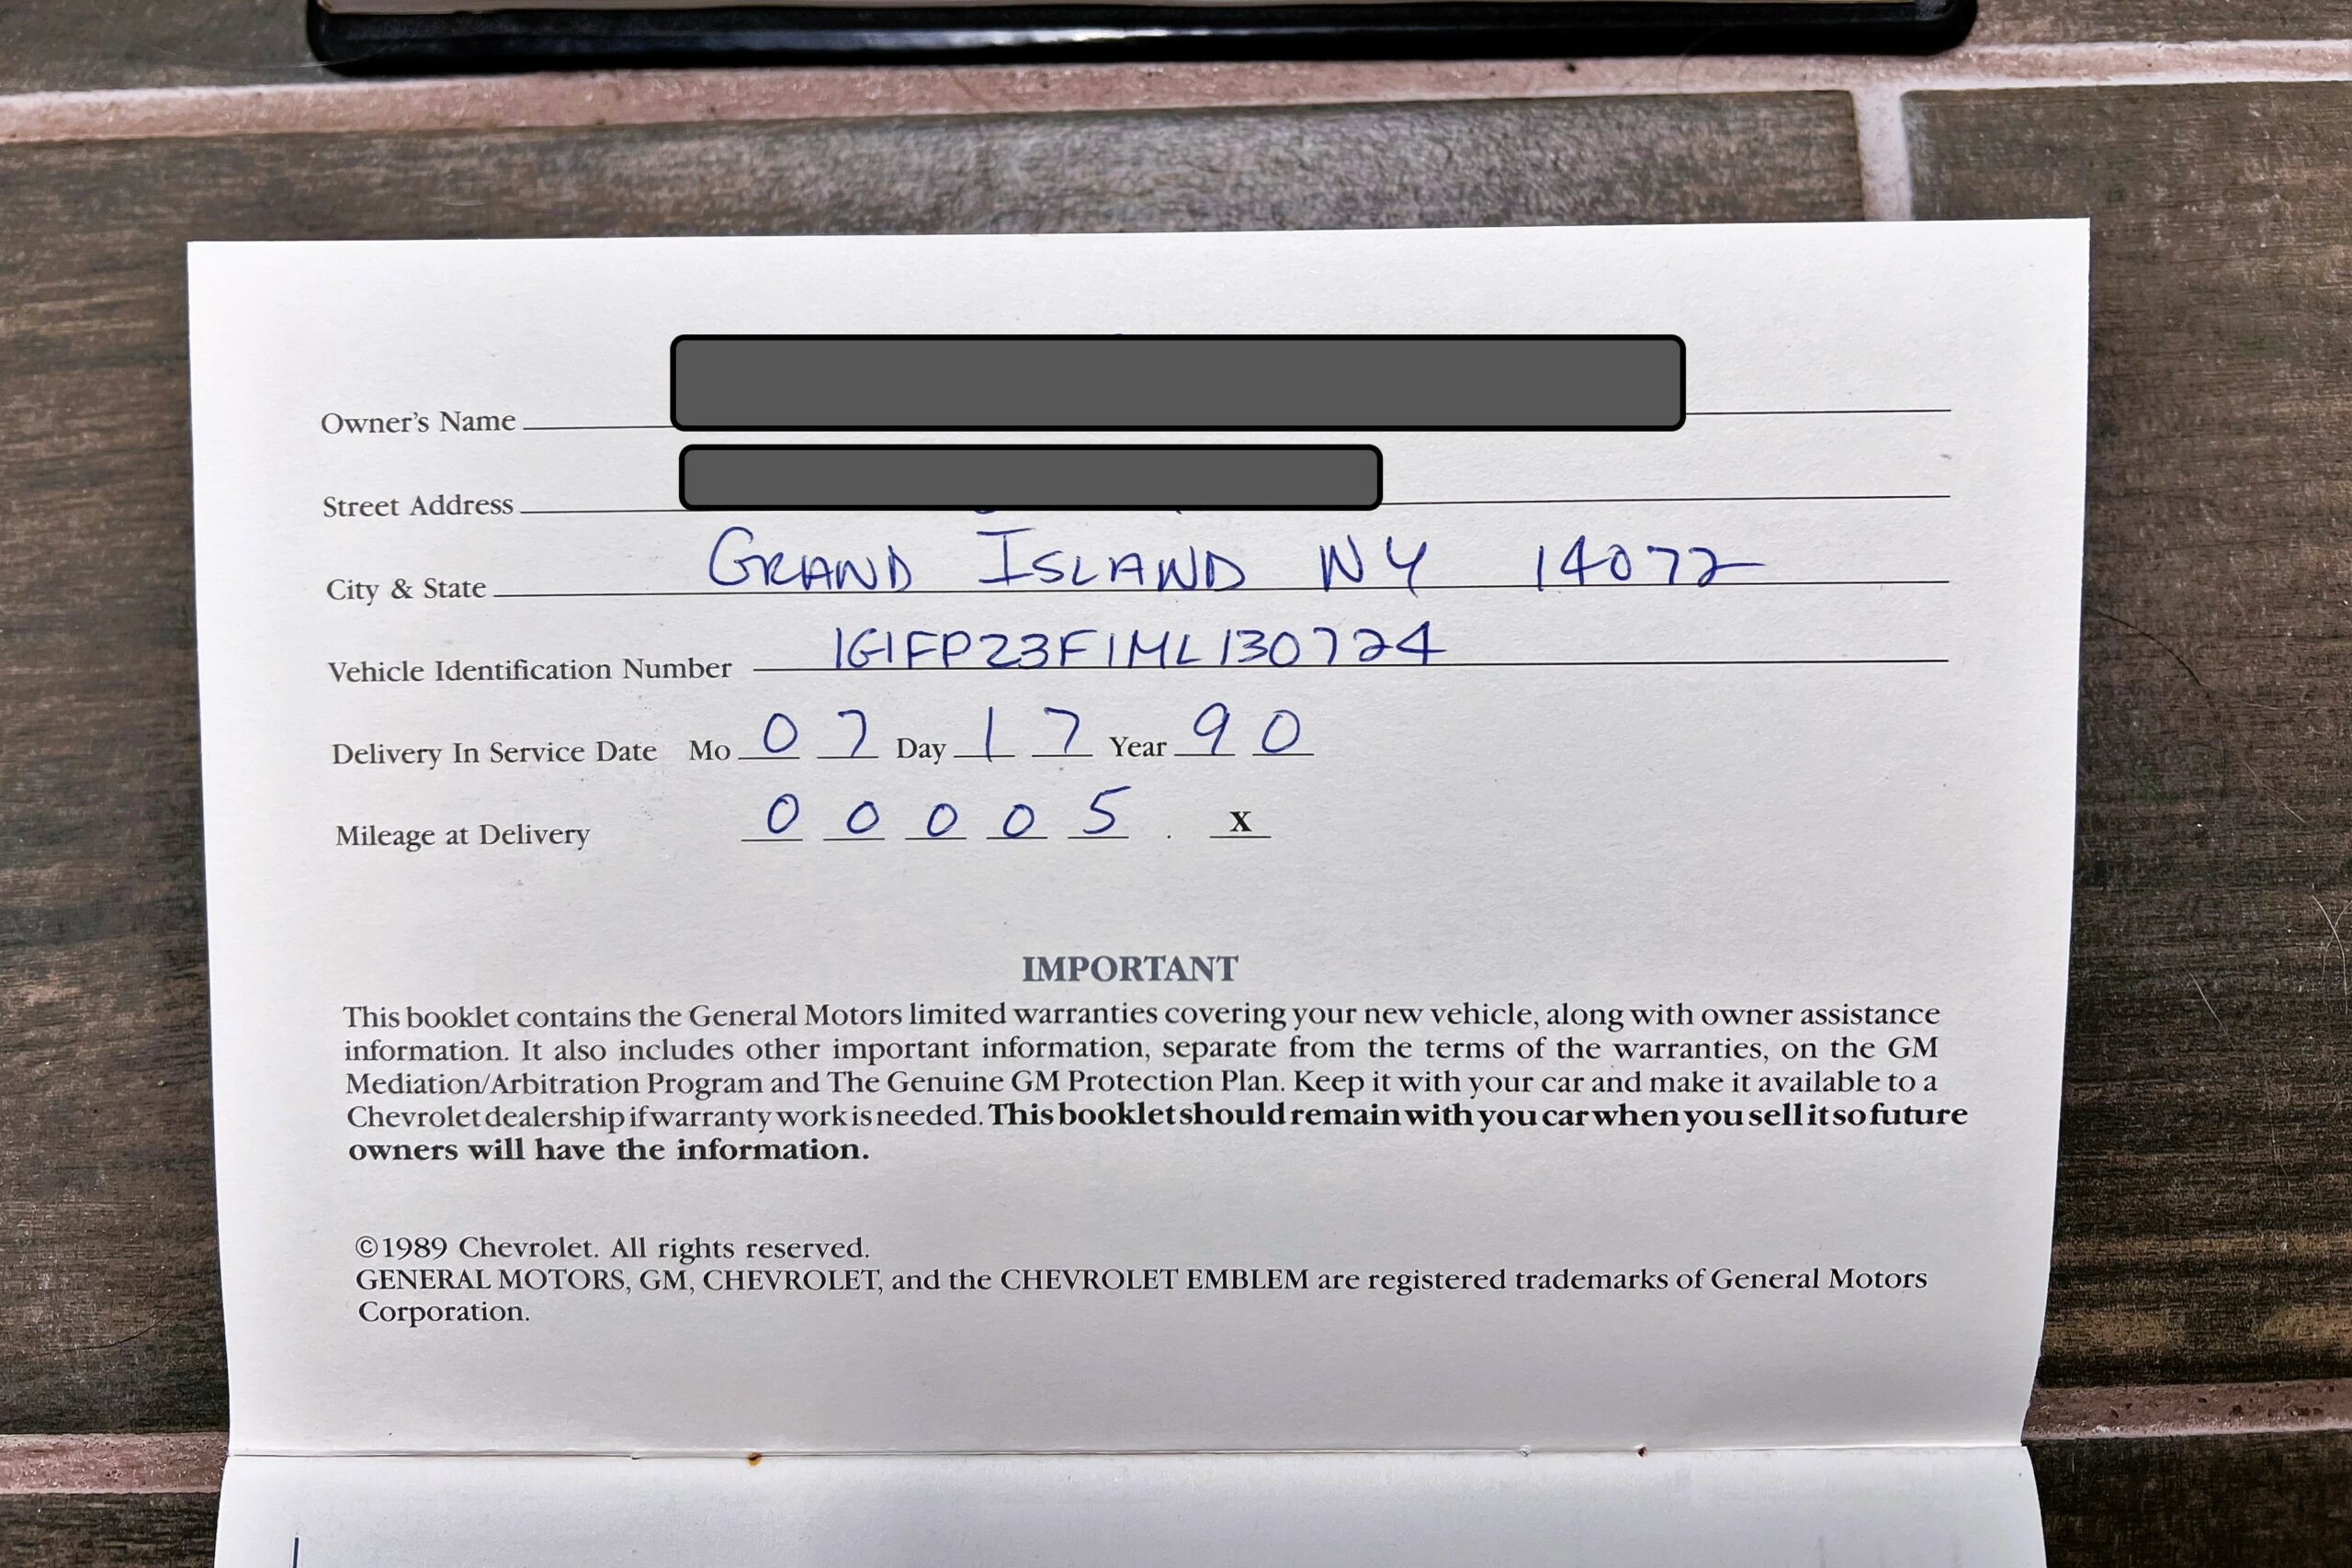 Owner's Name
Street Address
City & State GRAND ISLAND NY 14072
Vehicle Identification Number 1G1FP23F1ML130724
Delivery In Service Date Mo 0 7 Day 1 7 Year 9 0
Mileage at Delivery 0 0 0 0 5 . x
IMPORTANT
This booklet contains the General Motors limited warranties covering your new vehicle, along with owner assistance
information. It also includes other important information, separate from the terms of the warranties, on the GM
Mediation/Arbitration Program and The Genuine GM Protection Plan. Keep it with your car and make it available to a
Chevrolet dealership if warranty work is needed. This booklet should remain with you car when you sell it so future
owners will have the information.
©1989 Chevrolet. All rights reserved.
GENERAL MOTORS, GM, CHEVROLET, and the CHEVROLET EMBLEM are registered trademarks of General Motors
Corporation.